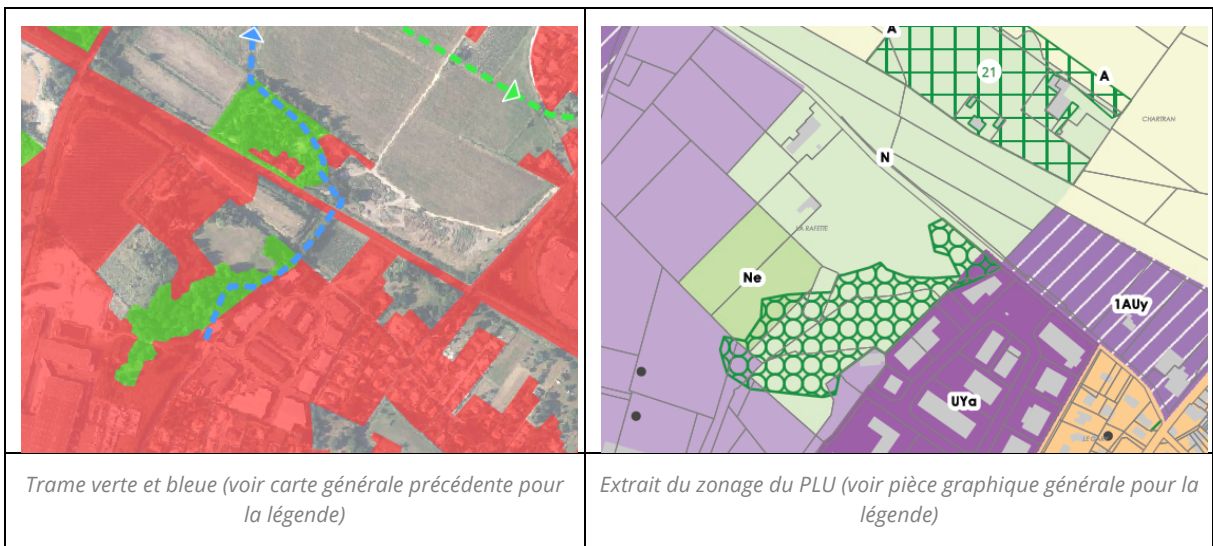 A
21
A
CHARTRAN
N
LA RAFETTE
Ne
1AUy
UYa
Trame verte et bleue (voir carte générale précédente pour
la légende)
Extrait du zonage du PLU (voir pièce graphique générale pour la
légende)